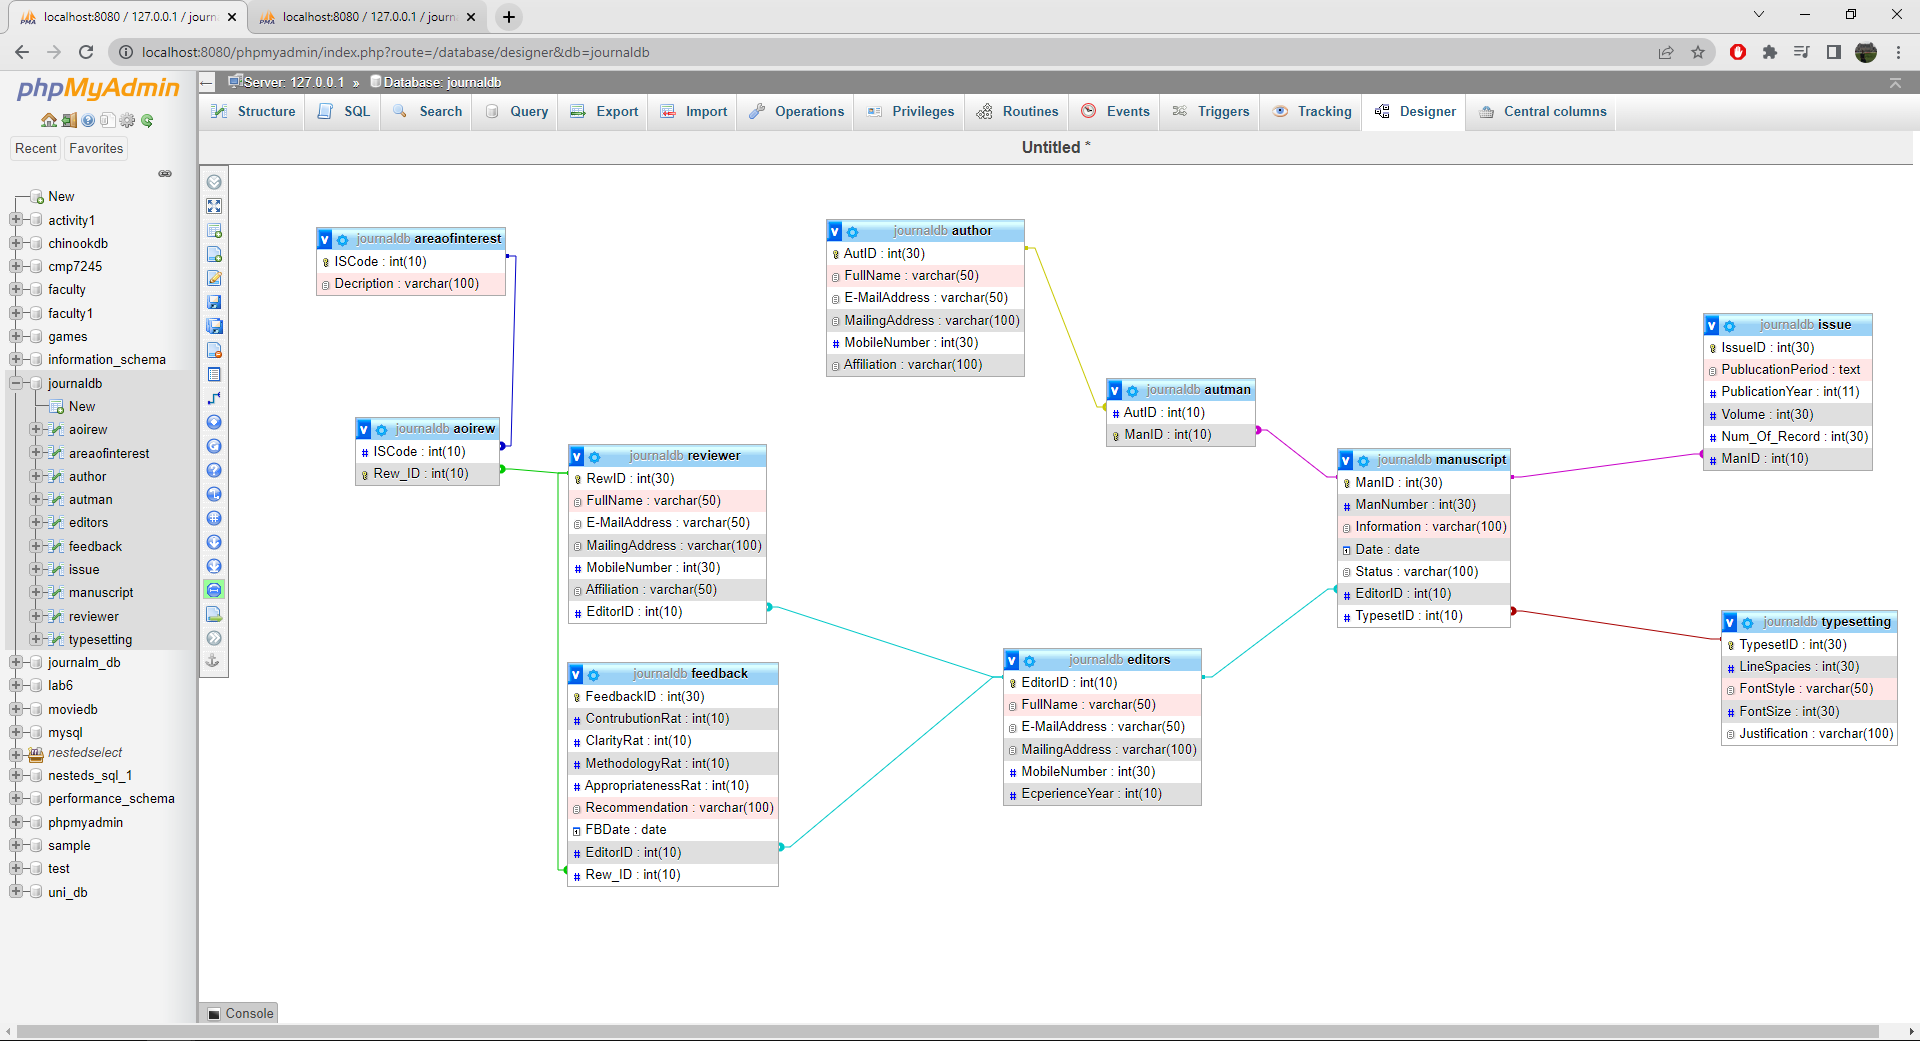 localhost:8080 / 127.0.0.1 / journ
localhost:8080 / 127.0.0.1 / journ
localhost:8080/phpmyadmin/index.php?route=/database/designer&db=journaldb
phpMyAdmin
Recent
Favorites
New
activity1
chinookdb
cmp7245
faculty
faculty1
games
information_schema
journaldb
New
aoirew
areaofinterest
author
autman
editors
feedback
issue
manuscript
reviewer
typesetting
journalm_db
lab6
moviedb
mysql
nestedselect
nesteds_sql_1
performance_schema
phpmyadmin
sample
test
uni_db
Server: 127.0.0.1 » Database: journaldb
Structure
SQL
Search
Query
Export
Import
Operations
Privileges
Routines
Events
Triggers
Tracking
Designer
Central columns
Untitled *
v journaldb areaofinterest
ISCode : int(10)
Decription : varchar(100)
v journaldb aoirew
# ISCode : int(10)
Rew_ID : int(10)
v journaldb reviewer
RewID : int(30)
FullName : varchar(50)
E-MailAddress : varchar(50)
MailingAddress : varchar(100)
# MobileNumber : int(30)
Affiliation : varchar(50)
# EditorID : int(10)
v journaldb feedback
FeedbackID : int(30)
# ContrubutionRat : int(10)
# ClarityRat : int(10)
# MethodologyRat : int(10)
# AppropriatenessRat : int(10)
Recommendation : varchar(100)
FBDate : date
# EditorID : int(10)
# Rew_ID : int(10)
v journaldb author
AutID : int(30)
FullName : varchar(50)
E-MailAddress : varchar(50)
MailingAddress : varchar(100)
# MobileNumber : int(30)
Affiliation : varchar(100)
v journaldb autman
# AutID : int(10)
ManID : int(10)
v journaldb editors
EditorID : int(10)
FullName : varchar(50)
E-MailAddress : varchar(50)
MailingAddress : varchar(100)
# MobileNumber : int(30)
# EcperienceYear : int(10)
v journaldb manuscript
ManID : int(30)
# ManNumber : int(30)
Information : varchar(100)
Date : date
Status : varchar(100)
# EditorID : int(10)
# TypesetID : int(10)
v journaldb issue
IssueID : int(30)
PublucationPeriod : text
# PublicationYear : int(11)
# Volume : int(30)
# Num_Of_Record : int(30)
# ManID : int(10)
v journaldb typesetting
TypesetID : int(30)
# LineSpacies : int(30)
FontStyle : varchar(50)
# FontSize : int(30)
Justification : varchar(100)
Console